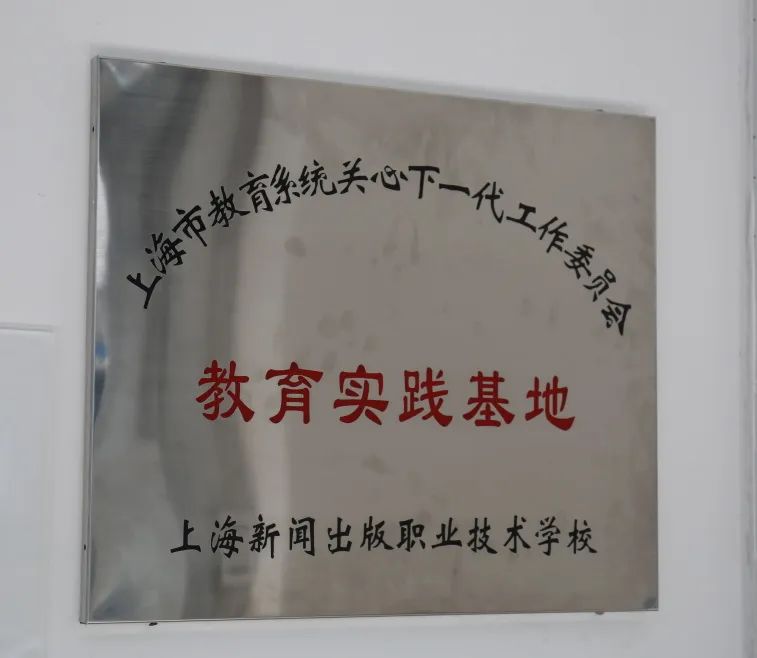 上海市教育系统关心下一代工作委员会
教育实践基地
上海新闻出版职业技术学校